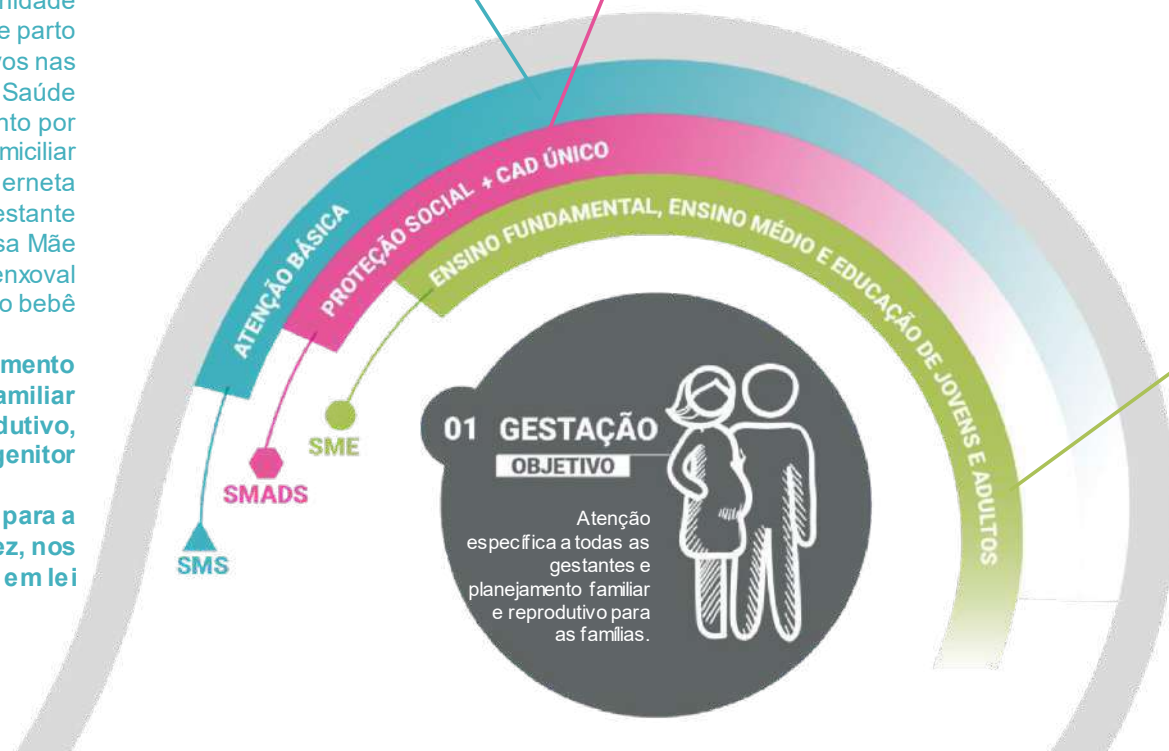 nidade
e parto
vos nas
Saúde
nto por
miciliar
erneta
estante
sa Mãe
enxoval
o bebê
mento
amiliar
dutivo,
genitor
para a
ez, nos
em lei
ATENÇÃO BÁSICA
PROTEÇÃO SOCIAL + CAD ÚNICO
ENSINO FUNDAMENTAL, ENSINO MÉDIO E EDUCAÇÃO DE JOVENS E ADULTOS
SME
SMADS
SMS
01 GESTAÇÃO
OBJETIVO
Atenção
específica a todas as
gestantes e
planejamento familiar
e reprodutivo para
as famílias.